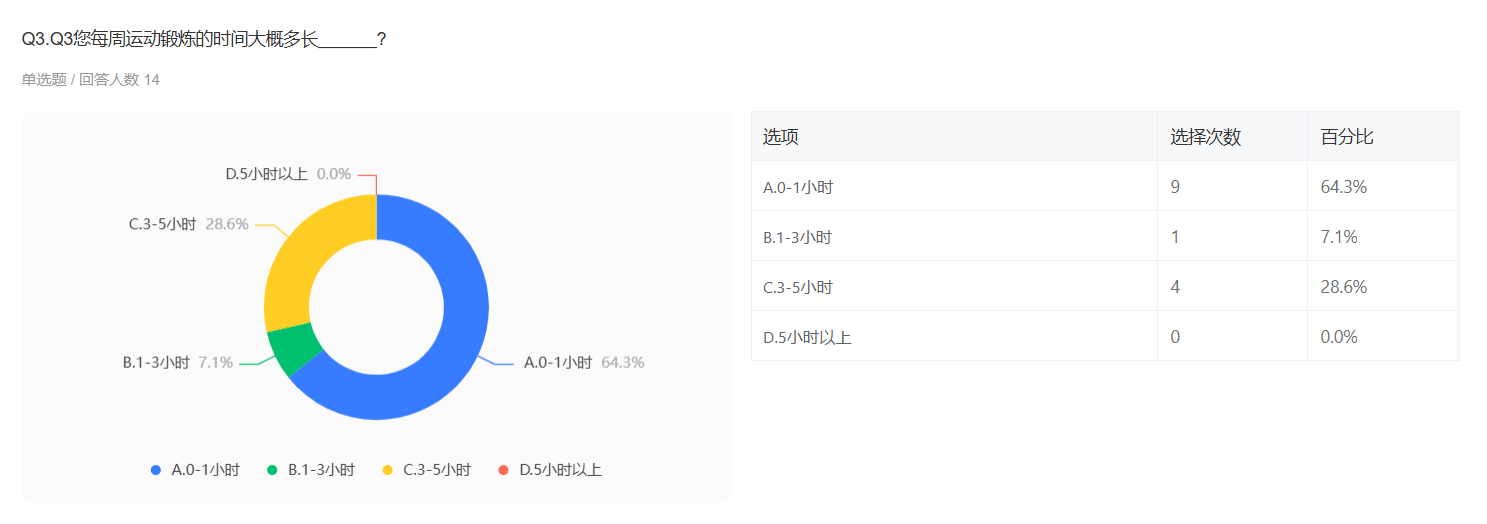 Q3.Q3您每周运动锻炼的时间大概多长______?
单选题 / 回答人数 14
D.5小时以上 0.0%
C.3-5小时 28.6%
B.1-3小时 7.1%
A.0-1小时 64.3%
A.0-1小时 B.1-3小时 C.3-5小时 D.5小时以上
选项 选择次数 百分比
A.0-1小时 9 64.3%
B.1-3小时 1 7.1%
C.3-5小时 4 28.6%
D.5小时以上 0 0.0%